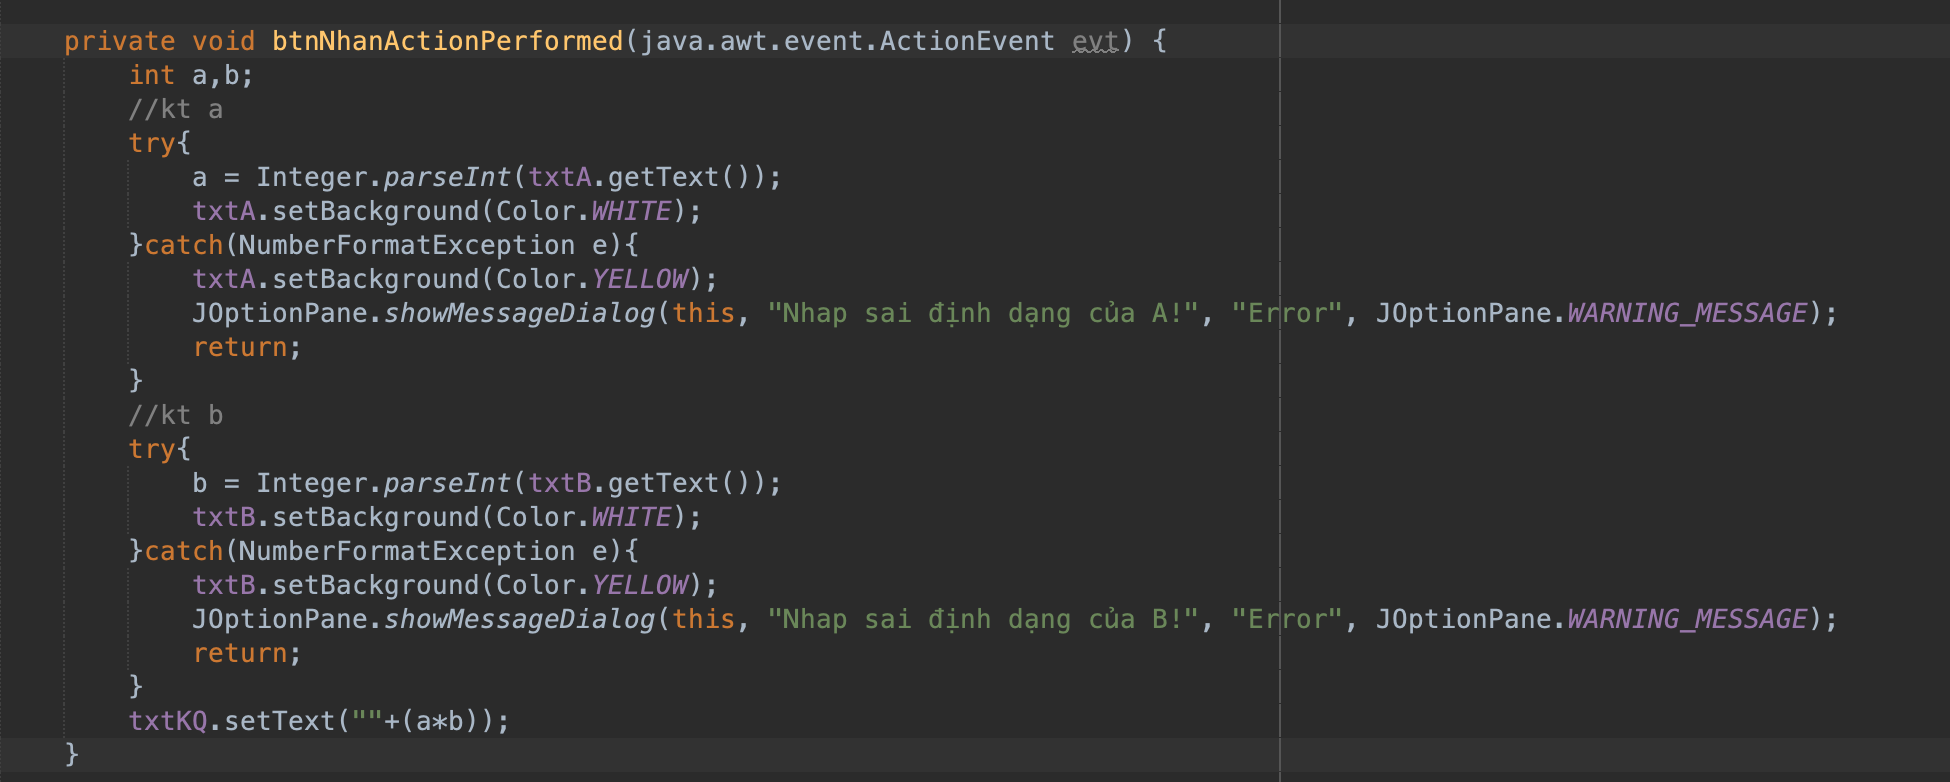 private void btnNhanActionPerformed(java.awt.event.ActionEvent evt) {
int a,b;
//kt a
try{
a = Integer.parseInt(txtA.getText());
txtA.setBackground(Color.WHITE);
}catch(NumberFormatException e){
txtA.setBackground(Color.YELLOW);
JOptionPane.showMessageDialog(this, "Nhap sai định dạng của A!", "Error", JOptionPane.WARNING_MESSAGE);
return;
}
//kt b
try{
b = Integer.parseInt(txtB.getText());
txtB.setBackground(Color.WHITE);
}catch(NumberFormatException e){
txtB.setBackground(Color.YELLOW);
JOptionPane.showMessageDialog(this, "Nhap sai định dạng của B!", "Error", JOptionPane.WARNING_MESSAGE);
return;
}
txtKQ.setText(""+(a*b));
}